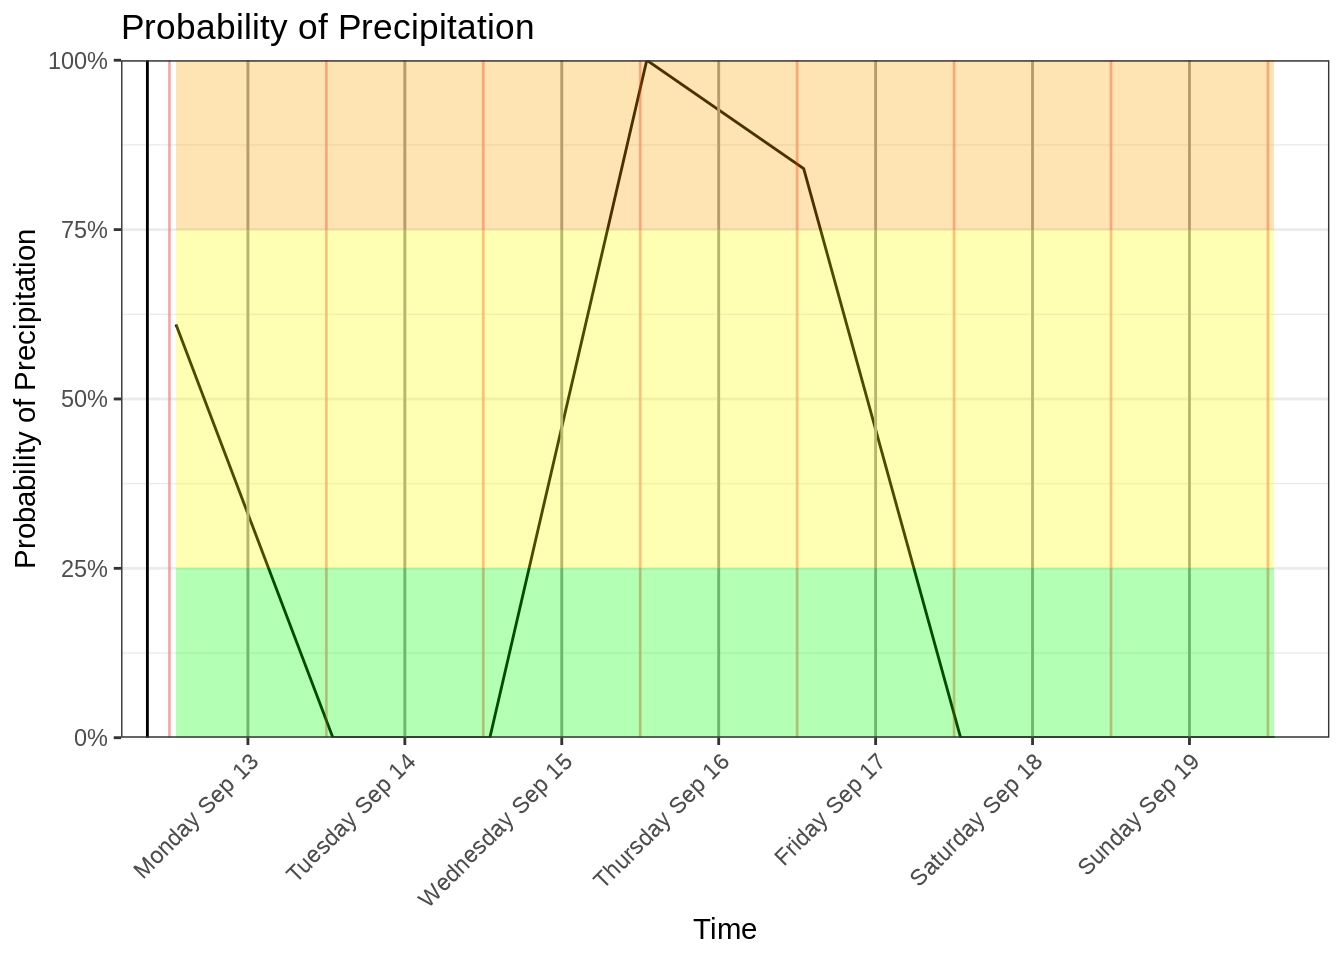 Probability of Precipitation
Probability of Precipitation
100%
75%
50%
25%
0%
Monday Sep 13
Tuesday Sep 14
Wednesday Sep 15
Thursday Sep 16
Friday Sep 17
Saturday Sep 18
Sunday Sep 19
Time